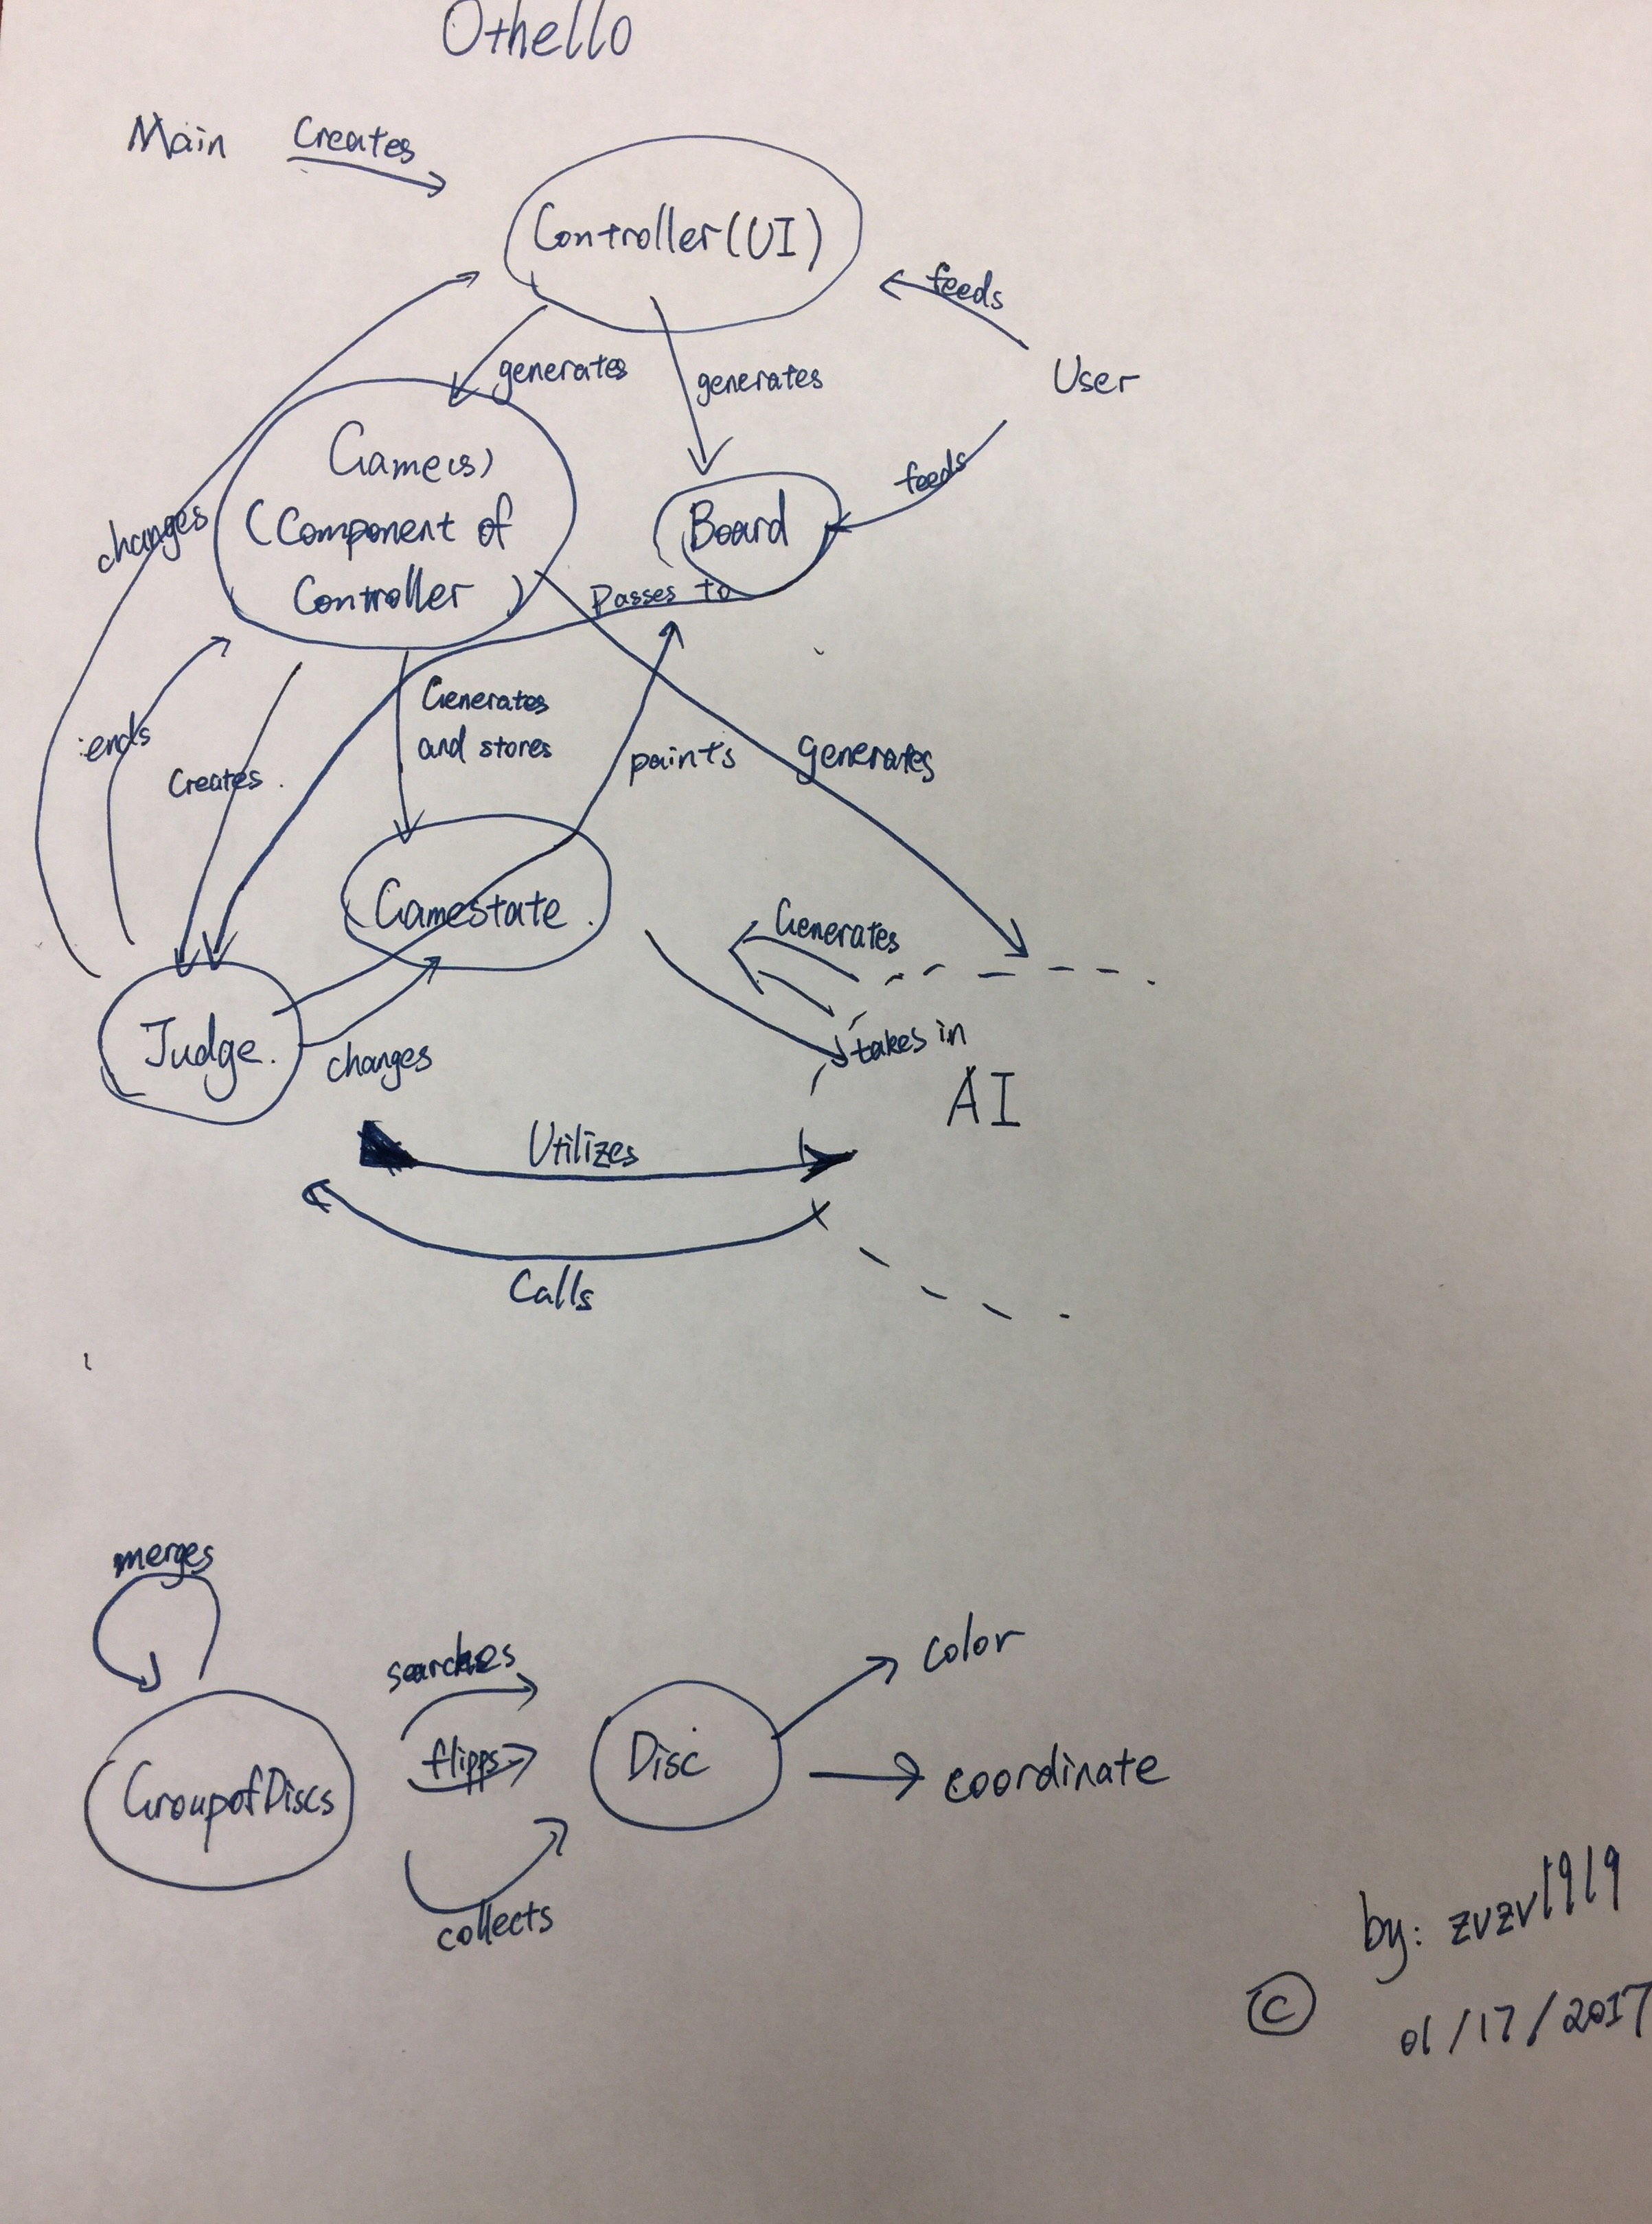 Othello
Main Creates
Controller(UI)
feeds
generates
generates
User
Game(s)
(Component of
Controller)
changes
Board
feeds
Passes to
ends
Creates.
Generates
and stores
paints
generates
Gamestate.
Generates
takes in
AI
Judge.
changes
Utilizes
Calls
merges
searches
flipps
collects
GroupofDiscs
Disc
color
coordinate
by: zvzv1919
© 01/17/2017